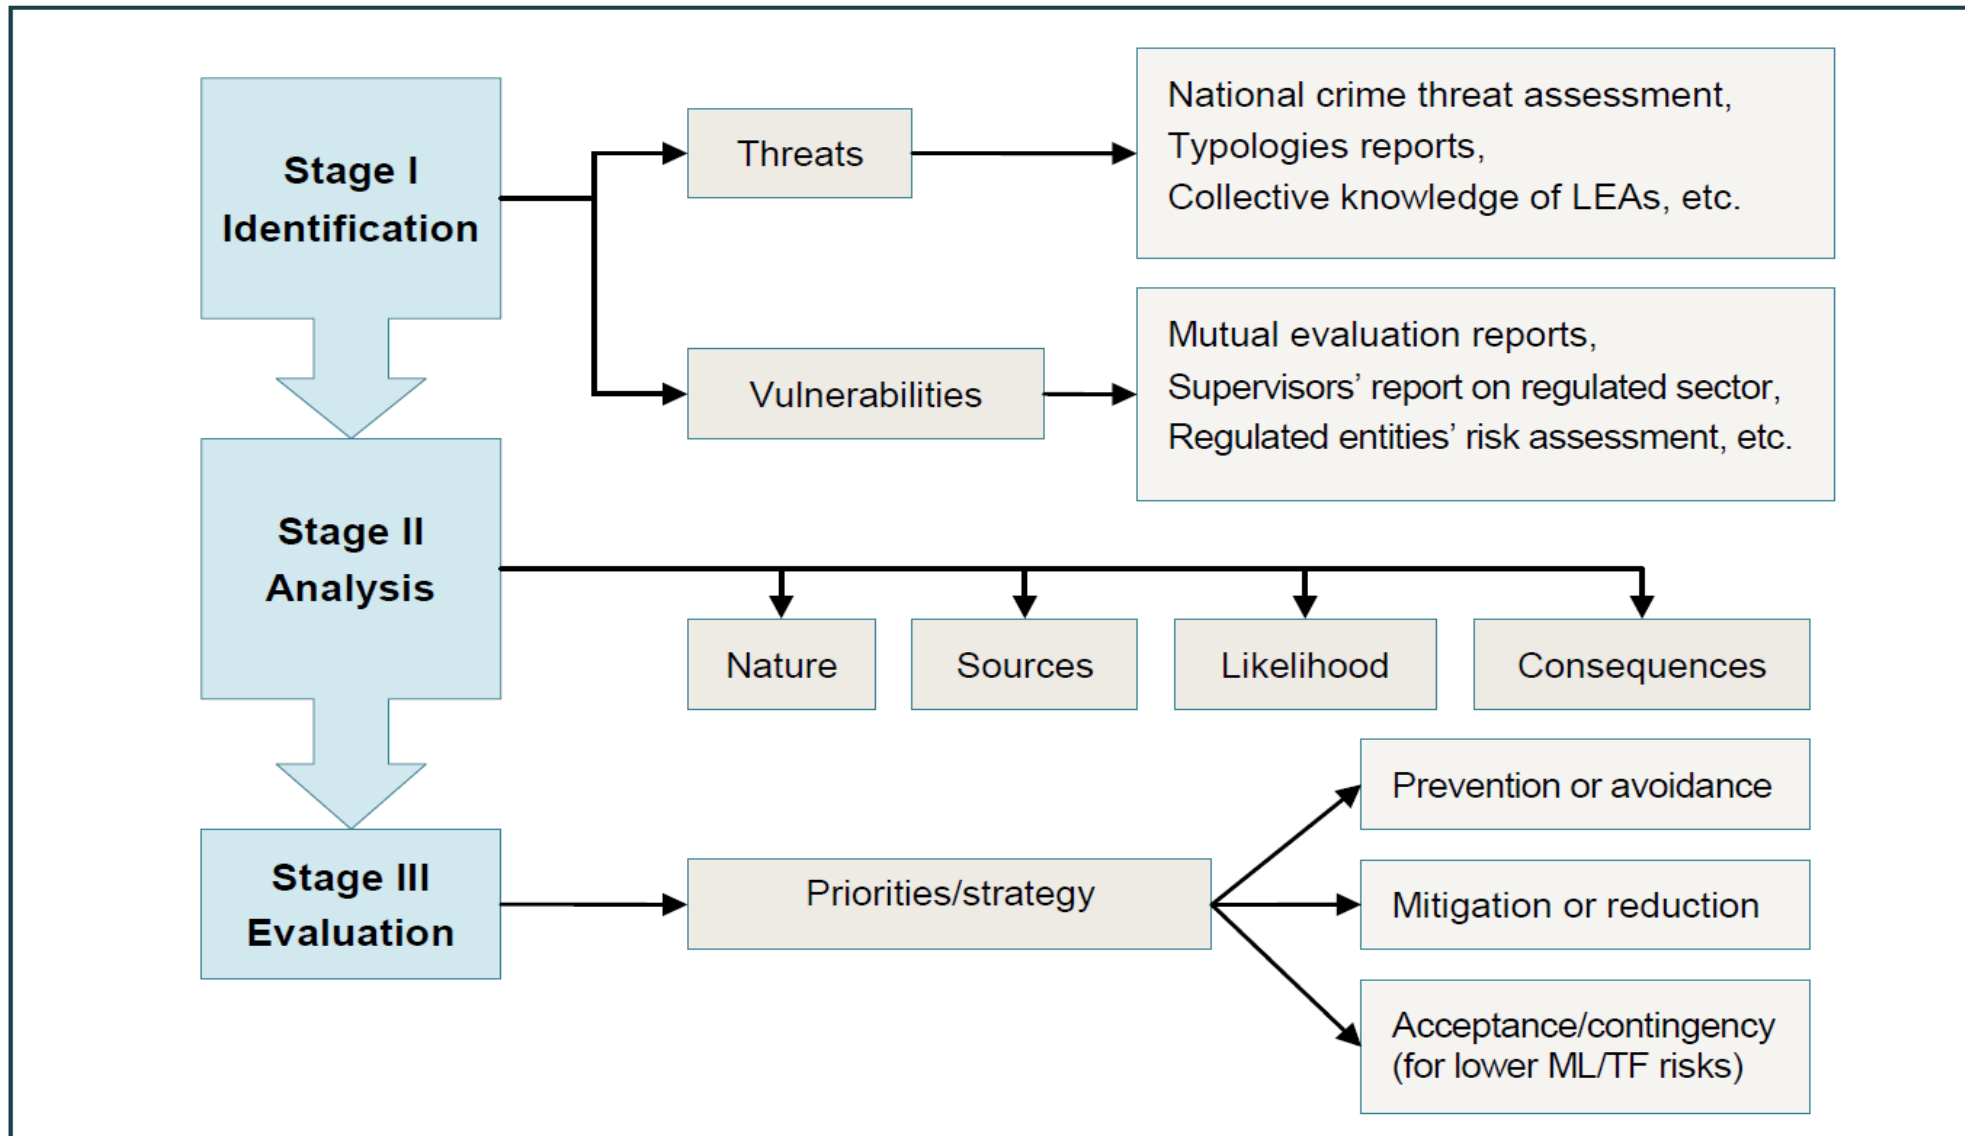 Stage I
Identification
Threats
National crime threat assessment,
Typologies reports,
Collective knowledge of LEAs, etc.
Vulnerabilities
Mutual evaluation reports,
Supervisors’ report on regulated sector,
Regulated entities’ risk assessment, etc.
Stage II
Analysis
Nature
Sources
Likelihood
Consequences
Stage III
Evaluation
Priorities/strategy
Prevention or avoidance
Mitigation or reduction
Acceptance/contingency
(for lower ML/TF risks)